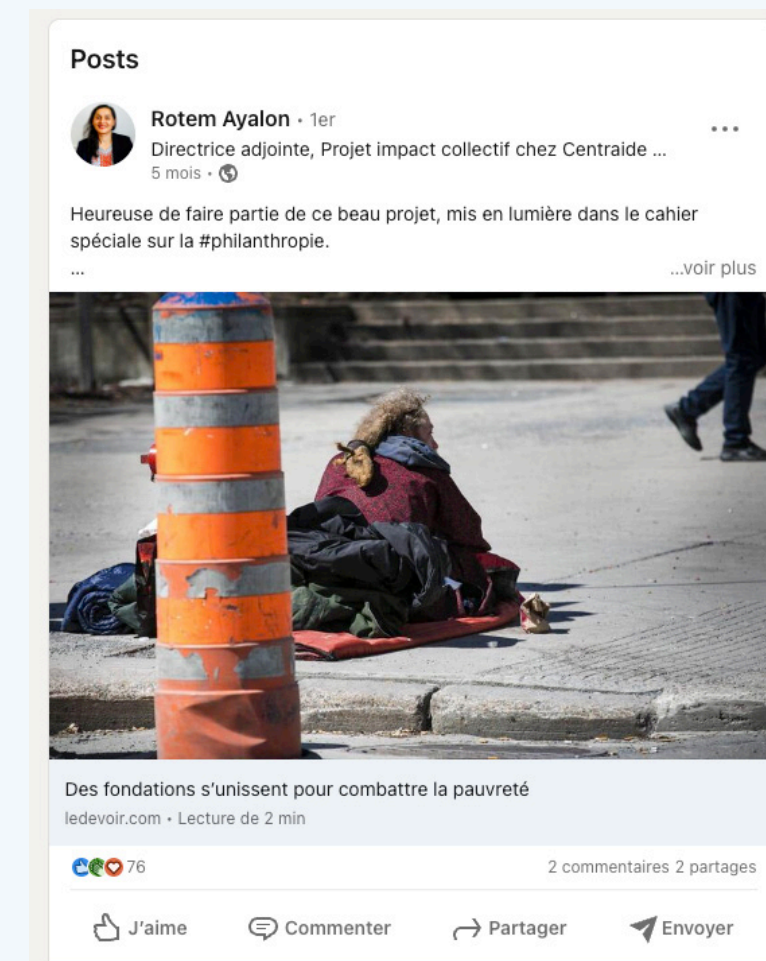 Posts
Rotem Ayalon • 1er
Directrice adjointe, Projet impact collectif chez Centraide ...
5 mois •
Heureuse de faire partie de ce beau projet, mis en lumière dans le cahier
spéciale sur la #philanthropie.
...
...voir plus
Des fondations s’unissent pour combattre la pauvreté
ledevoir.com • Lecture de 2 min
76
2 commentaires 2 partages
J’aime
Commenter
Partager
Envoyer